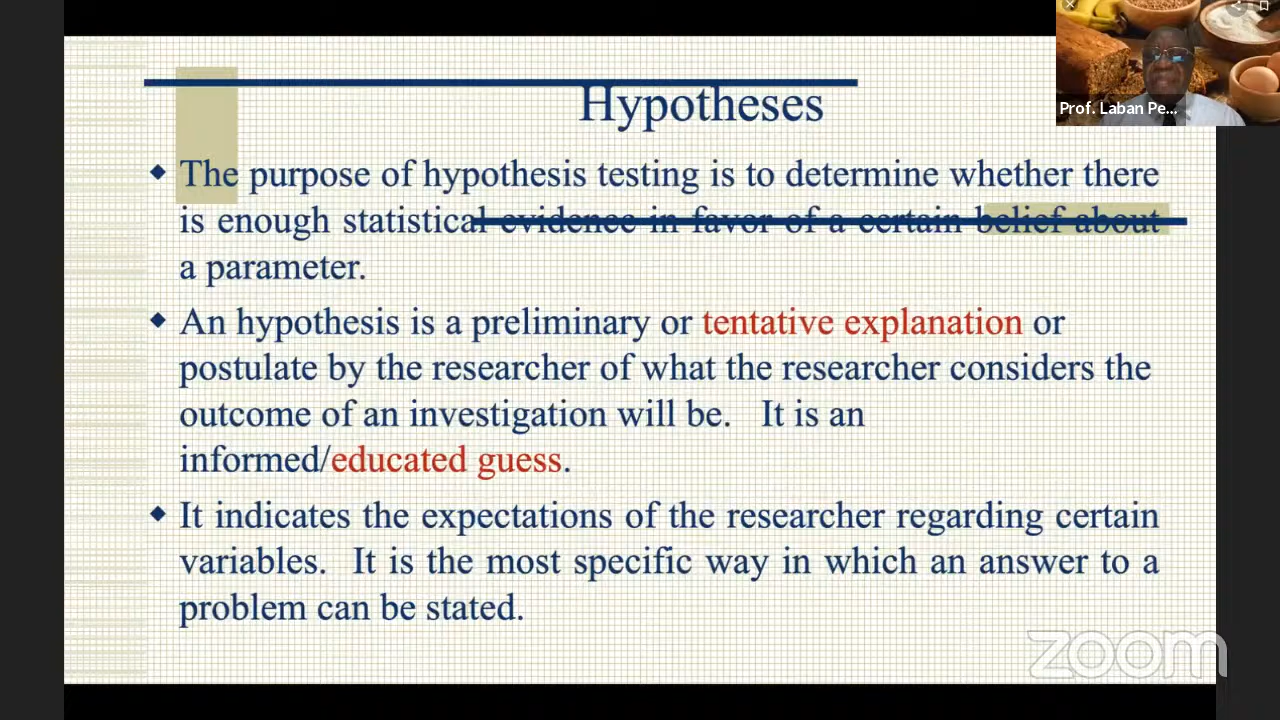 Hypotheses
Prof. Laban Pe...
The purpose of hypothesis testing is to determine whether there
is enough statistical evidence in favor of a certain belief about
a parameter.
An hypothesis is a preliminary or tentative explanation or
postulate by the researcher of what the researcher considers the
outcome of an investigation will be. It is an
informed/educated guess.
It indicates the expectations of the researcher regarding certain
variables. It is the most specific way in which an answer to a
problem can be stated.
zoom